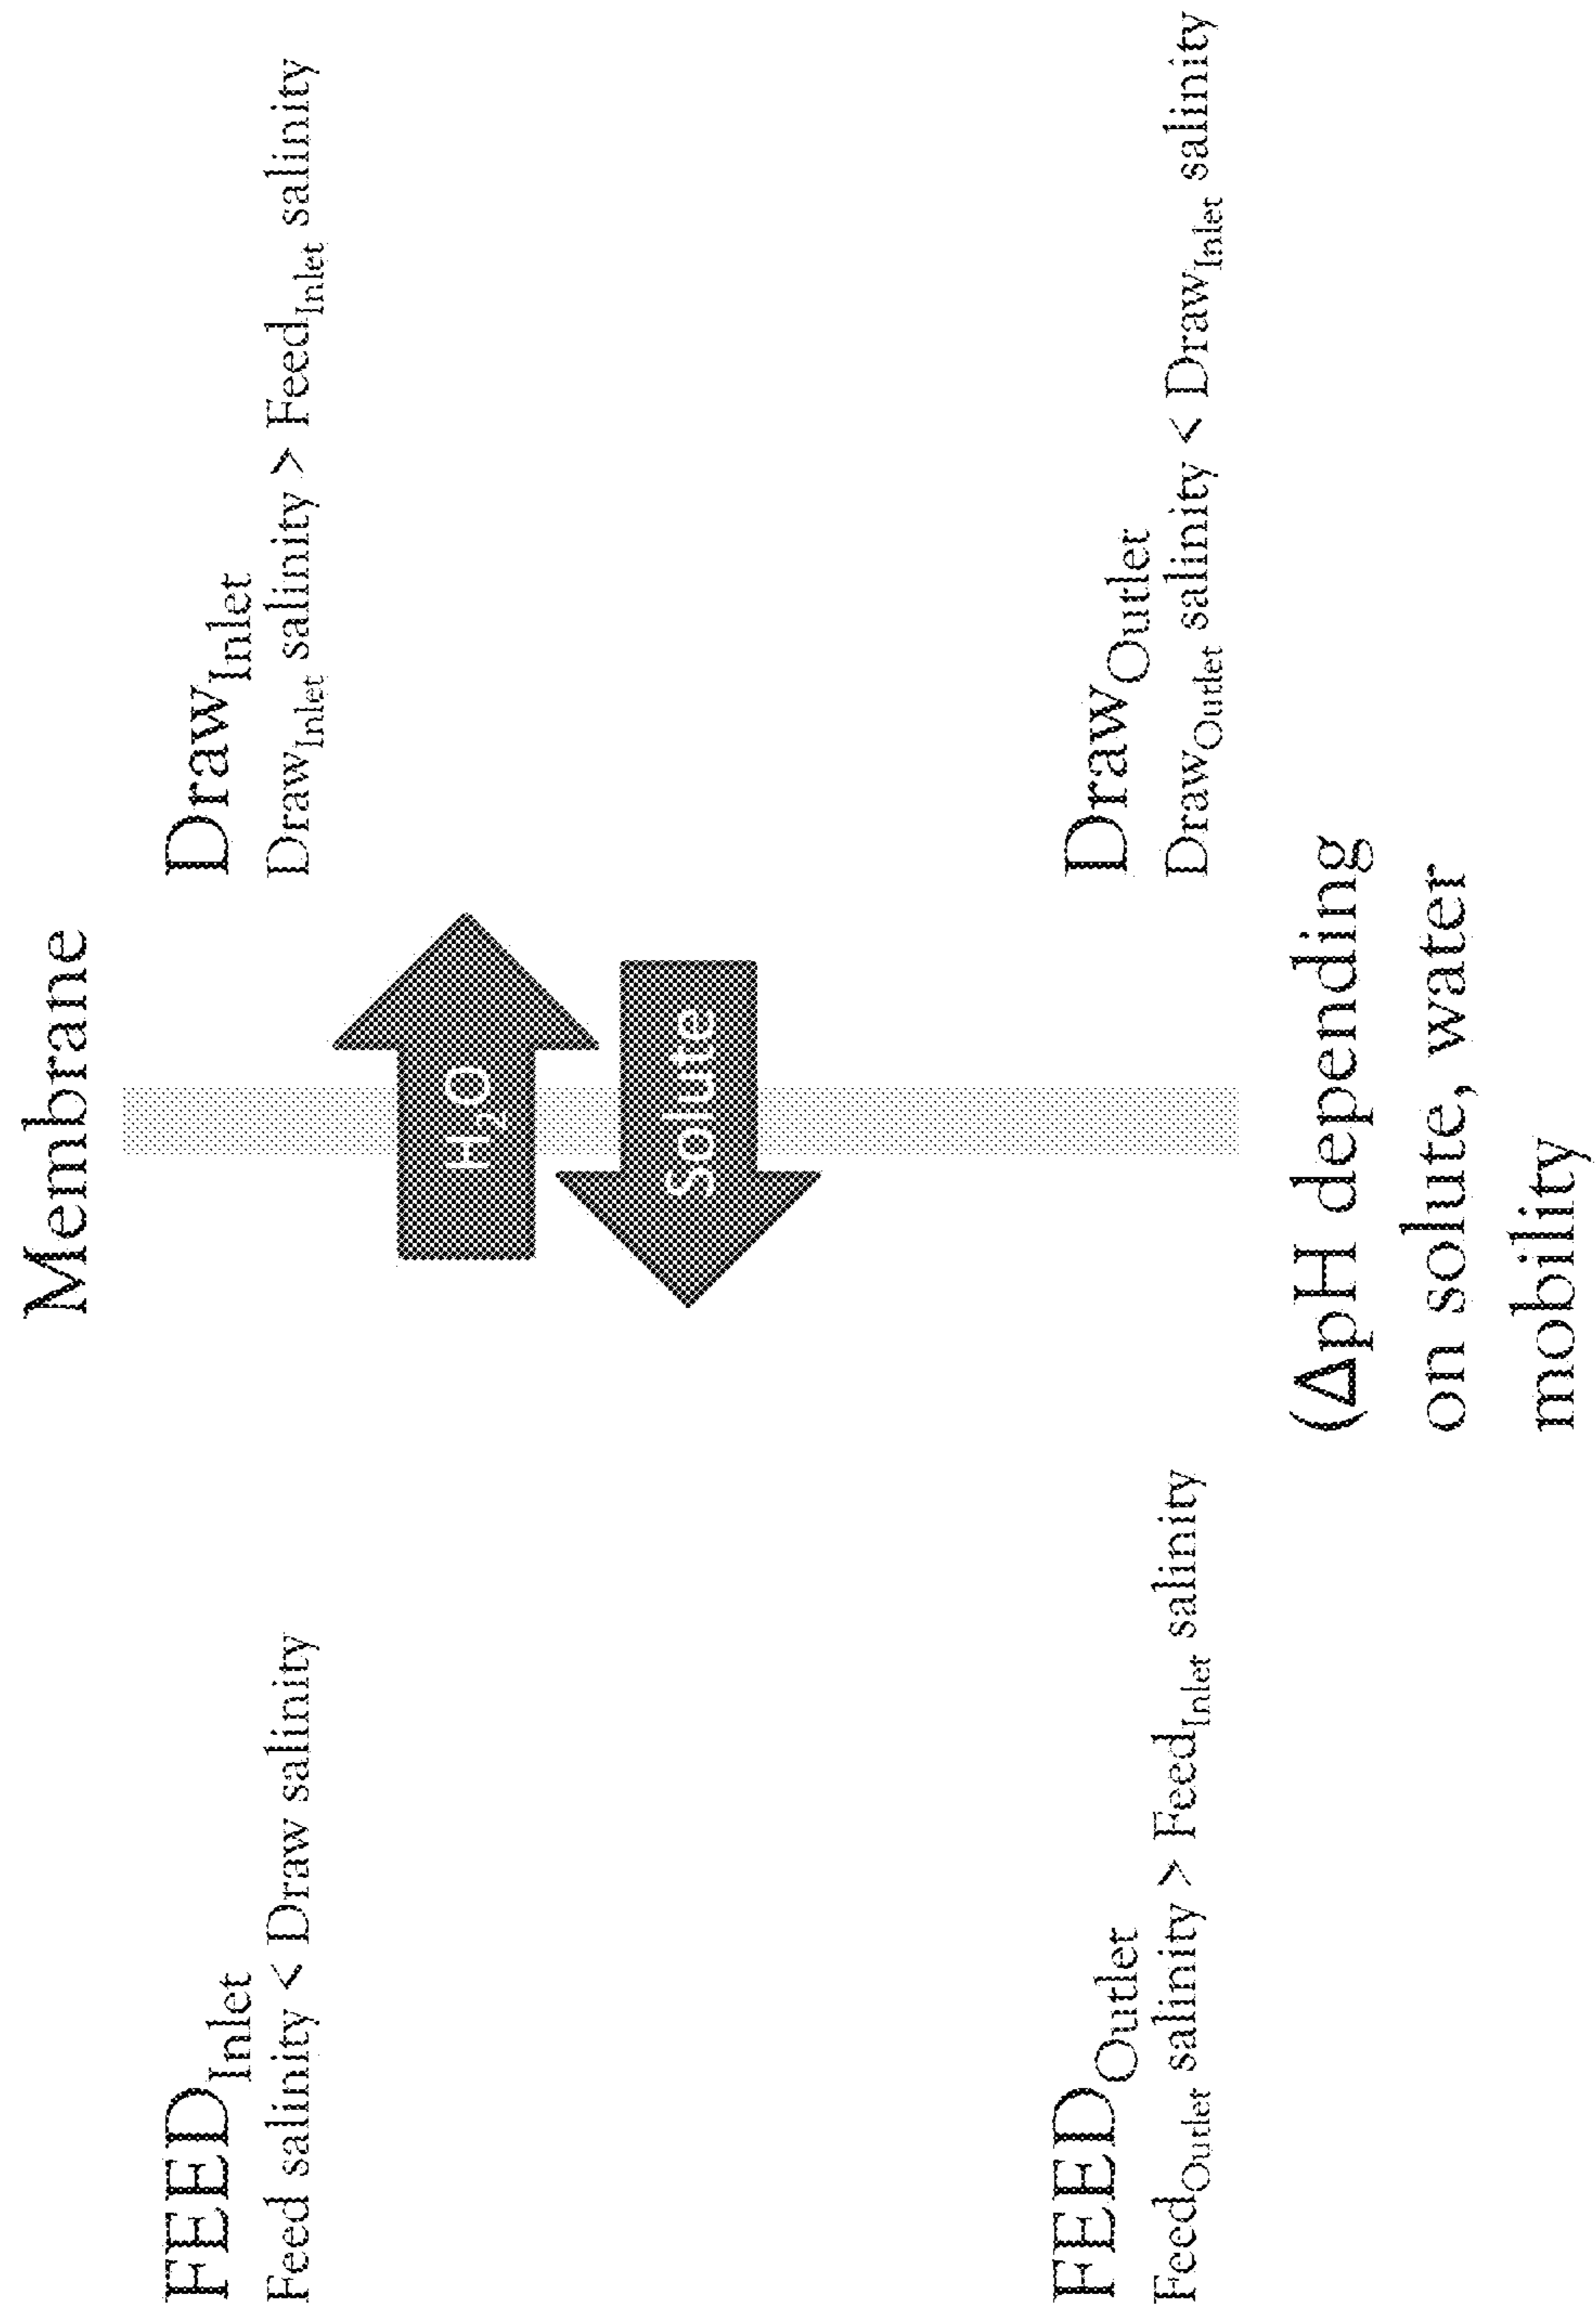 Membrane
FEED_Inlet
Feed salinity < Draw salinity
Draw_Inlet
Draw_Inlet salinity > Feed_Inlet salinity
H₂O
Solute
FEED_Outlet
Feed_Outlet salinity > Feed_Inlet salinity
Draw_Outlet
Draw_Outlet salinity < Draw_Inlet salinity
(ΔpH depending
on solute, water
mobility